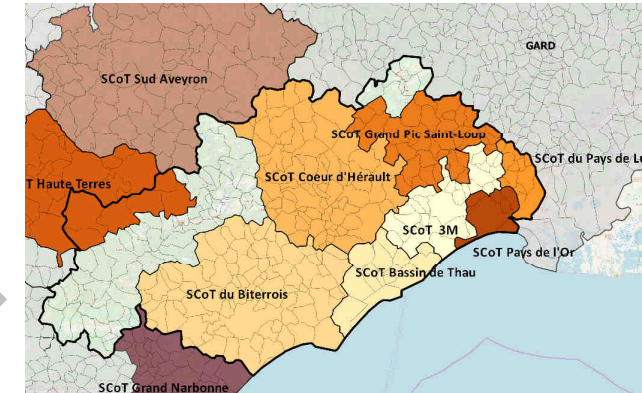 GARD
SCoT Sud Aveyron
SCoT Grand Pic Saint-Loup
SCoT du Pays de Lu
T Haute Terres
SCoT Coeur d'Hérault
SCoT 3M
SCoT Pays de l'Or
SCoT Bassin de Thau
SCoT du Biterrois
SCoT Grand Narbonne